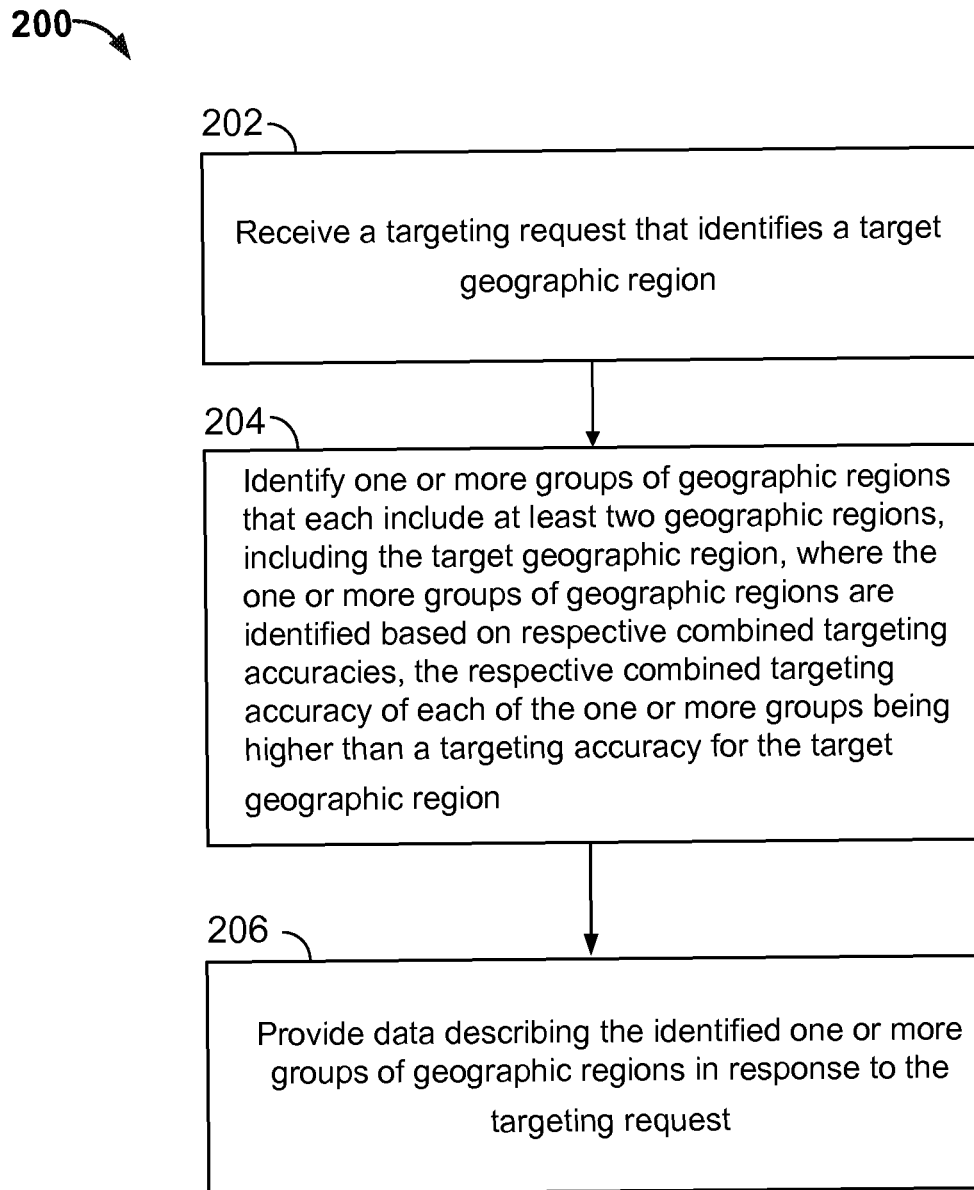 200
202
Receive a targeting request that identifies a target
geographic region
204
Identify one or more groups of geographic regions
that each include at least two geographic regions,
including the target geographic region, where the
one or more groups of geographic regions are
identified based on respective combined targeting
accuracies, the respective combined targeting
accuracy of each of the one or more groups being
higher than a targeting accuracy for the target
geographic region
206
Provide data describing the identified one or more
groups of geographic regions in response to the
targeting request